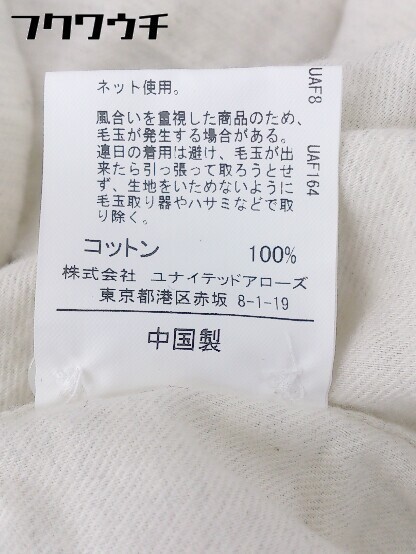 フクワウチ
ネット使用。
風合いを重視した商品のため、
毛玉が発生する場合がある。
連日の着用は避け、毛玉が出
来たら引っ張って取ろうとせ
ず、生地をいためないように
毛玉取り器やハサミなどで取
り除く。
コットン 100%
株式会社 ユナイテッドアローズ
東京都港区赤坂 8-1-19
中国製
UAF8 UAF164